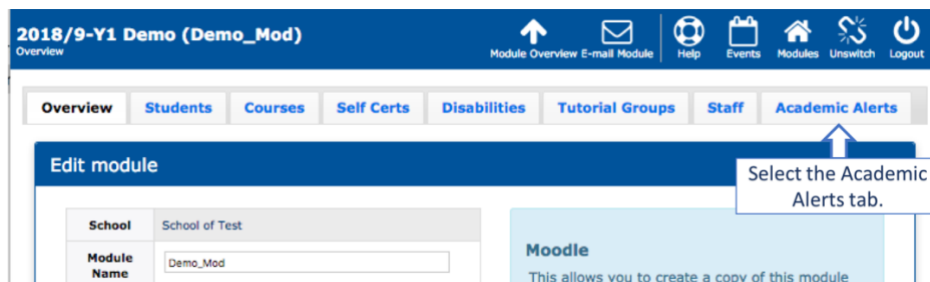 2018/9-Y1 Demo (Demo_Mod)
Overview
Module Overview E-mail Module Help Events Modules Unswitch Logout
Overview Students Courses Self Certs Disabilities Tutorial Groups Staff Academic Alerts
Edit module
Select the Academic
Alerts tab.
School School of Test
Module
Name
Demo_Mod
Moodle
This allows you to create a copy of this module